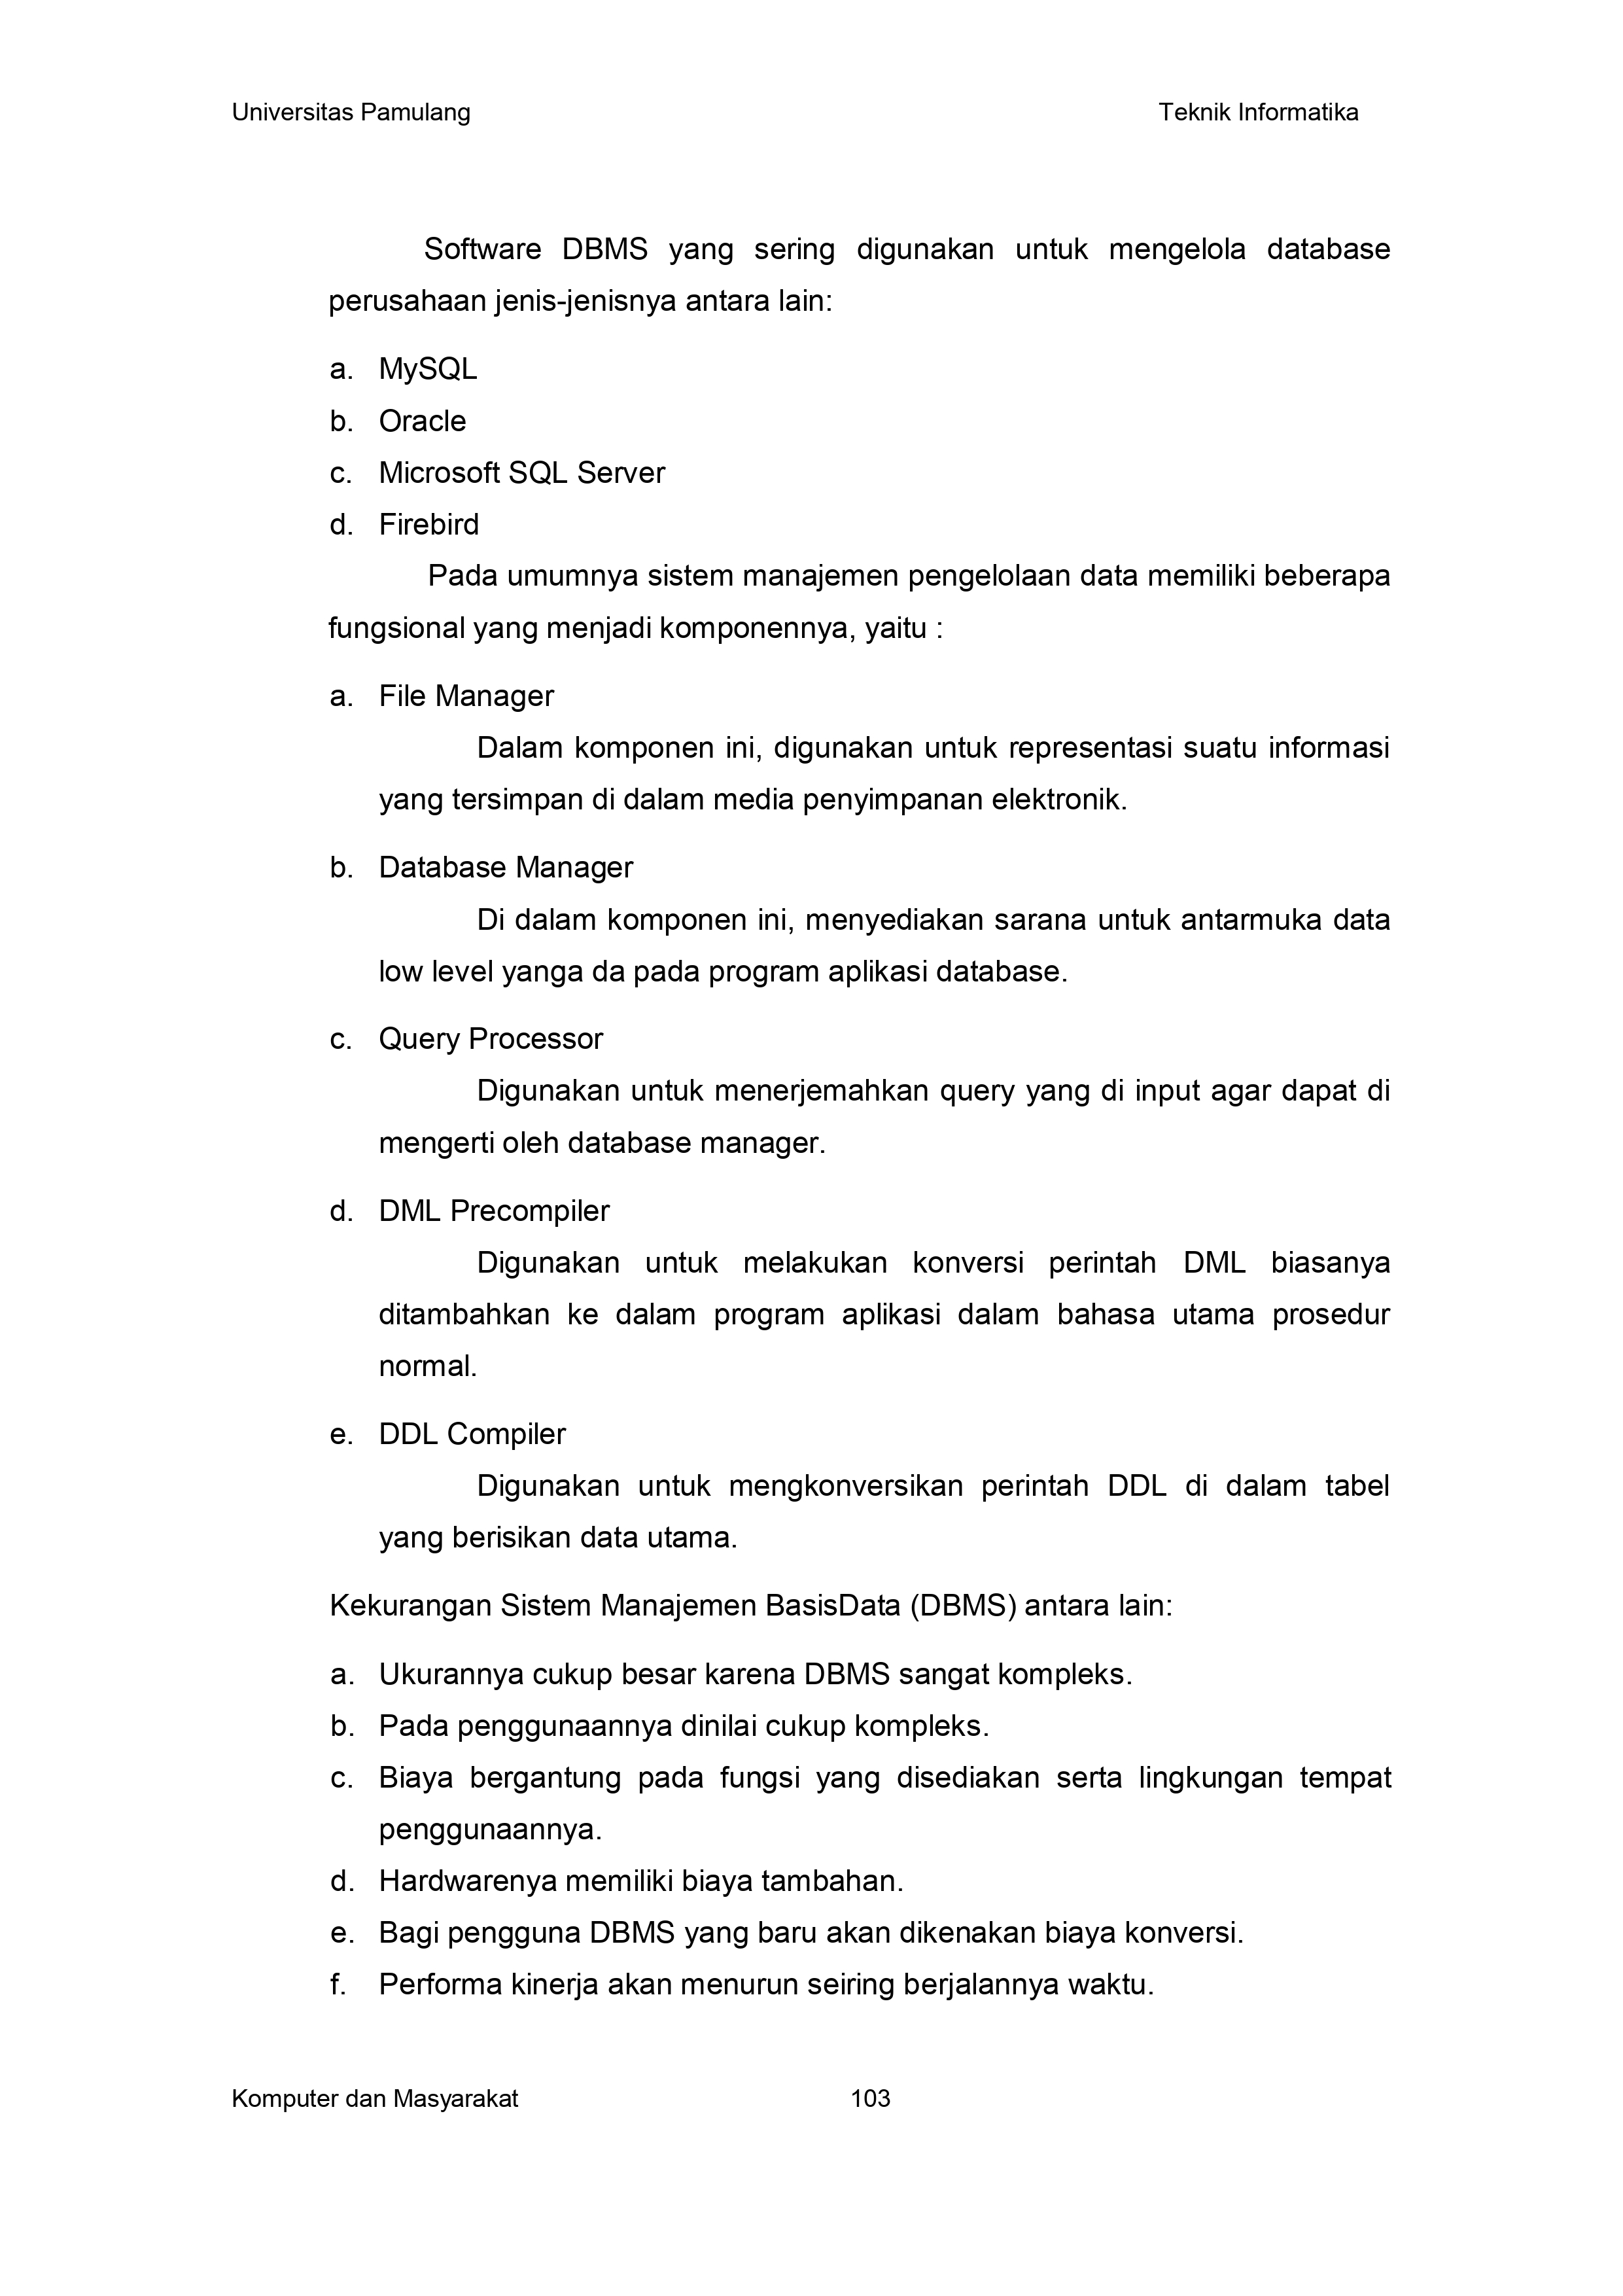 Universitas Pamulang Teknik Informatika
Software DBMS yang sering digunakan untuk mengelola database
perusahaan jenis-jenisnya antara lain:
a. MySQL
b. Oracle
c. Microsoft SQL Server
d. Firebird
Pada umumnya sistem manajemen pengelolaan data memiliki beberapa
fungsional yang menjadi komponennya, yaitu :
a. File Manager
Dalam komponen ini, digunakan untuk representasi suatu informasi
yang tersimpan di dalam media penyimpanan elektronik.
b. Database Manager
Di dalam komponen ini, menyediakan sarana untuk antarmuka data
low level yanga da pada program aplikasi database.
c. Query Processor
Digunakan untuk menerjemahkan query yang di input agar dapat di
mengerti oleh database manager.
d. DML Precompiler
Digunakan untuk melakukan konversi perintah DML biasanya
ditambahkan ke dalam program aplikasi dalam bahasa utama prosedur
normal.
e. DDL Compiler
Digunakan untuk mengkonversikan perintah DDL di dalam tabel
yang berisikan data utama.
Kekurangan Sistem Manajemen BasisData (DBMS) antara lain:
a. Ukurannya cukup besar karena DBMS sangat kompleks.
b. Pada penggunaannya dinilai cukup kompleks.
c. Biaya bergantung pada fungsi yang disediakan serta lingkungan tempat
penggunaannya.
d. Hardwarenya memiliki biaya tambahan.
e. Bagi pengguna DBMS yang baru akan dikenakan biaya konversi.
f. Performa kinerja akan menurun seiring berjalannya waktu.
Komputer dan Masyarakat 103